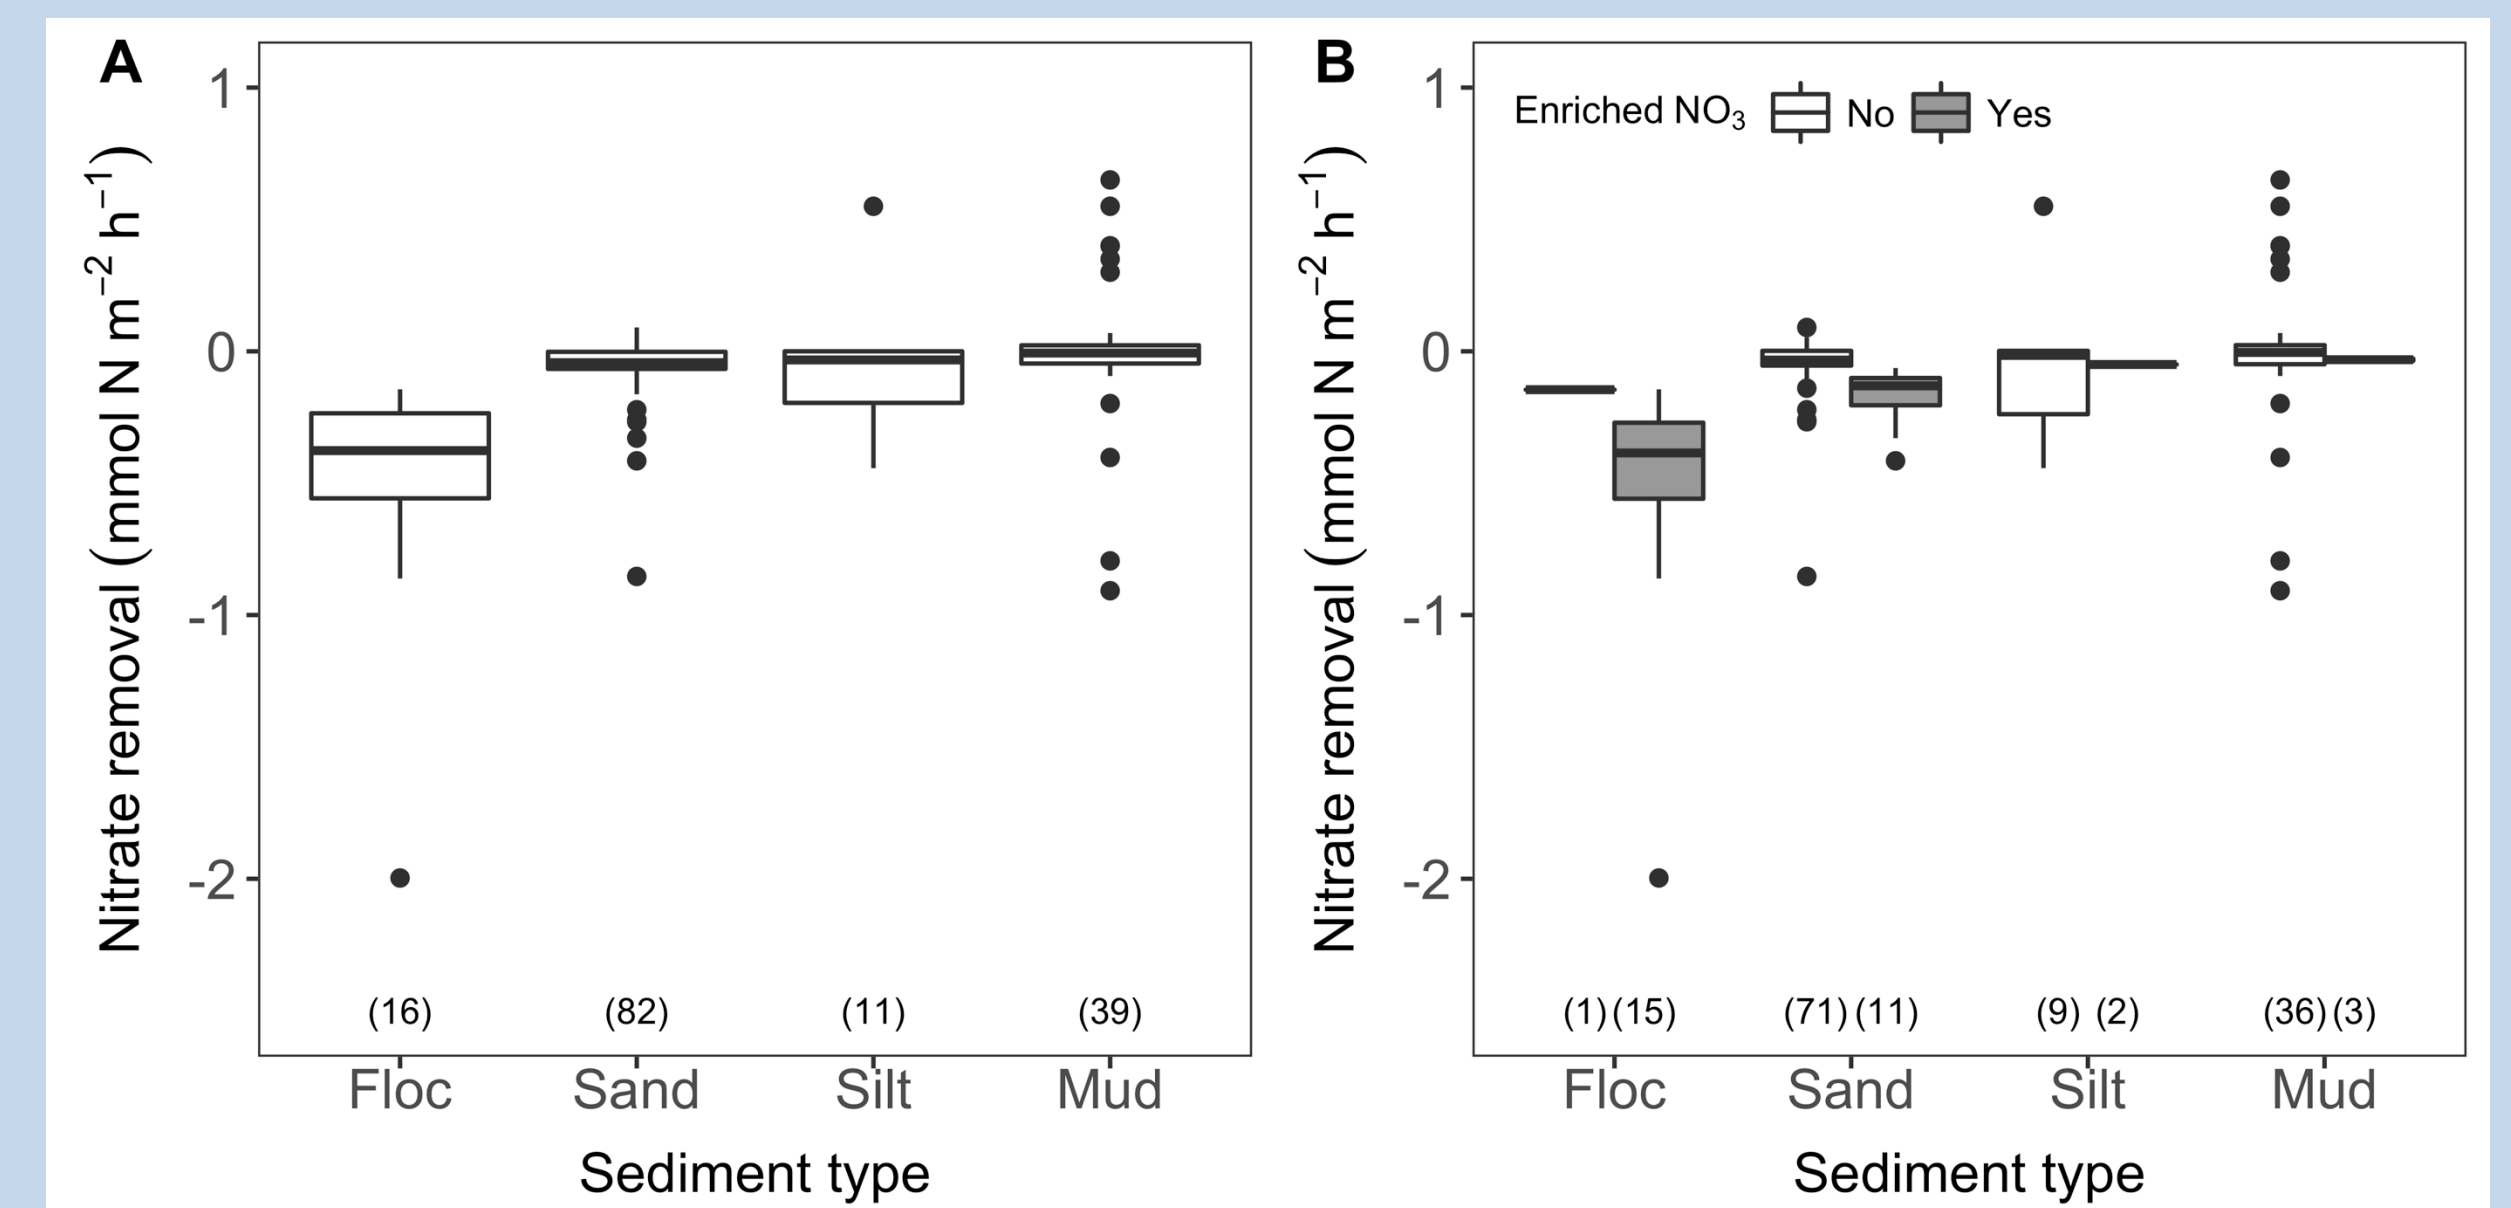 A
Nitrate removal (mmol N m−2 h−1)
1
0
-1
-2
(16) (82) (11) (39)
Floc Sand Silt Mud
Sediment type
B
Nitrate removal (mmol N m−2 h−1)
1
0
-1
-2
Enriched NO3 No Yes
(1) (15) (71) (11) (9) (2) (36) (3)
Floc Sand Silt Mud
Sediment type